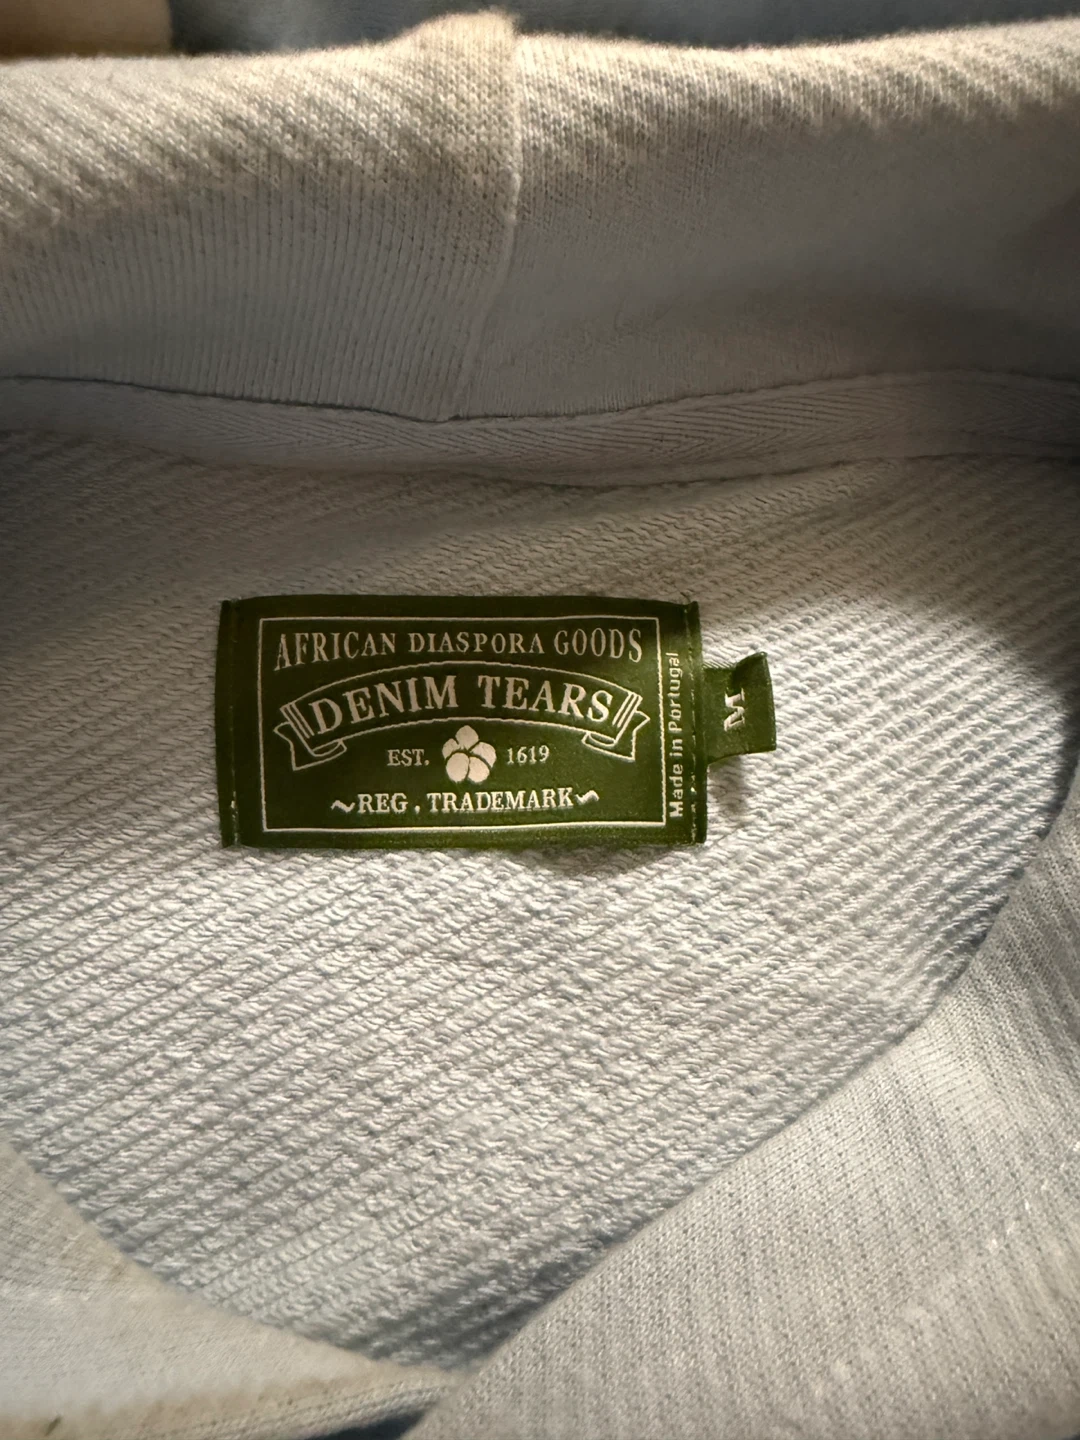 AFRICAN DIASPORA GOODS
DENIM TEARS
EST. 1619
~REG . TRADEMARK~
Made in Portugal
M